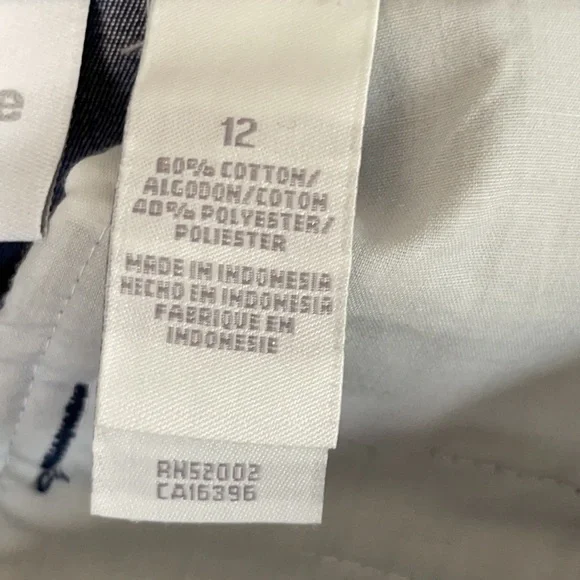 e
12
60% COTTON/
ALGODON/COTON
40% POLYESTER/
POLIESTER
MADE IN INDONESIA
HECHO EN INDONESIA
FABRIQUE EN
INDONESIE
RN52002
CA16396